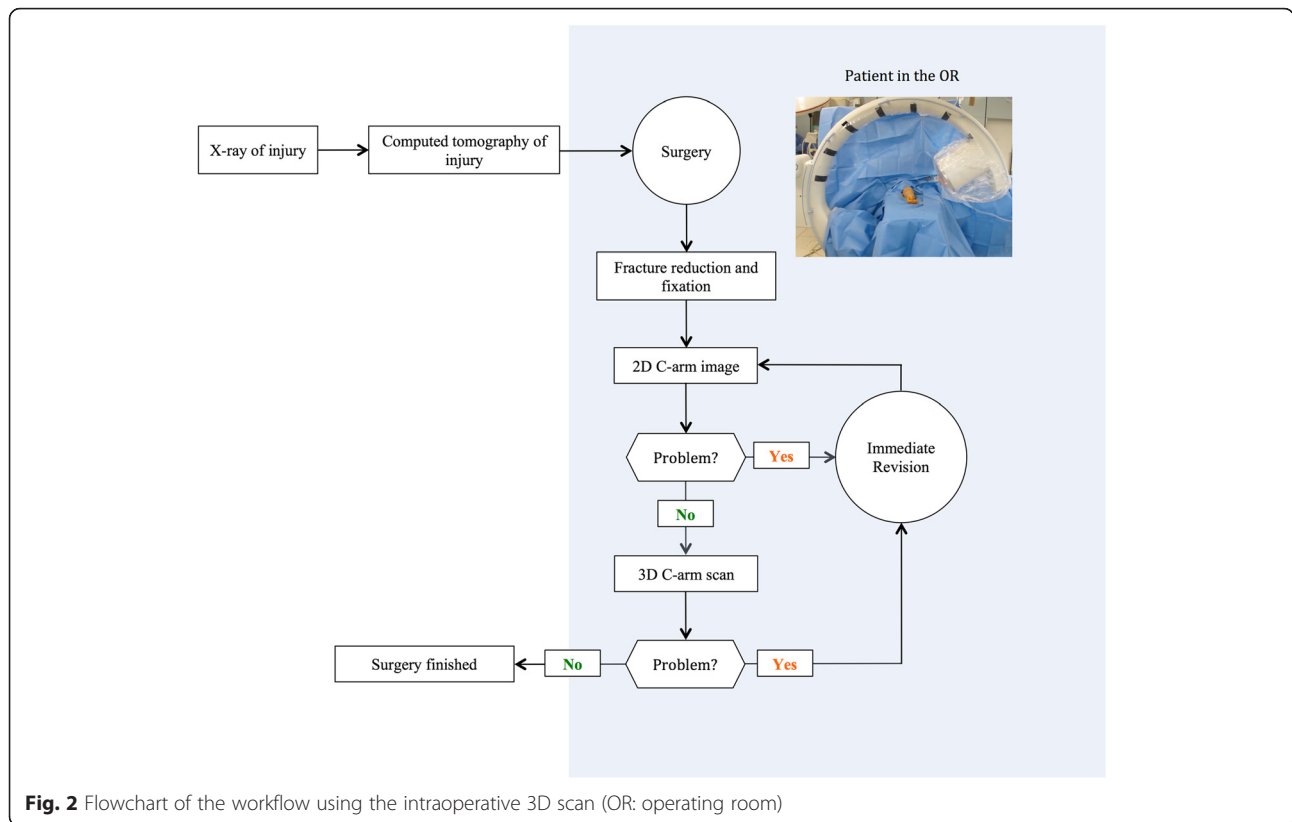 Patient in the OR
X-ray of injury
Computed tomography of
injury
Surgery
Fracture reduction and
fixation
2D C-arm image
Problem?
Yes
Immediate
Revision
No
3D C-arm scan
Problem?
Yes
No
Surgery finished
Fig. 2 Flowchart of the workflow using the intraoperative 3D scan (OR: operating room)